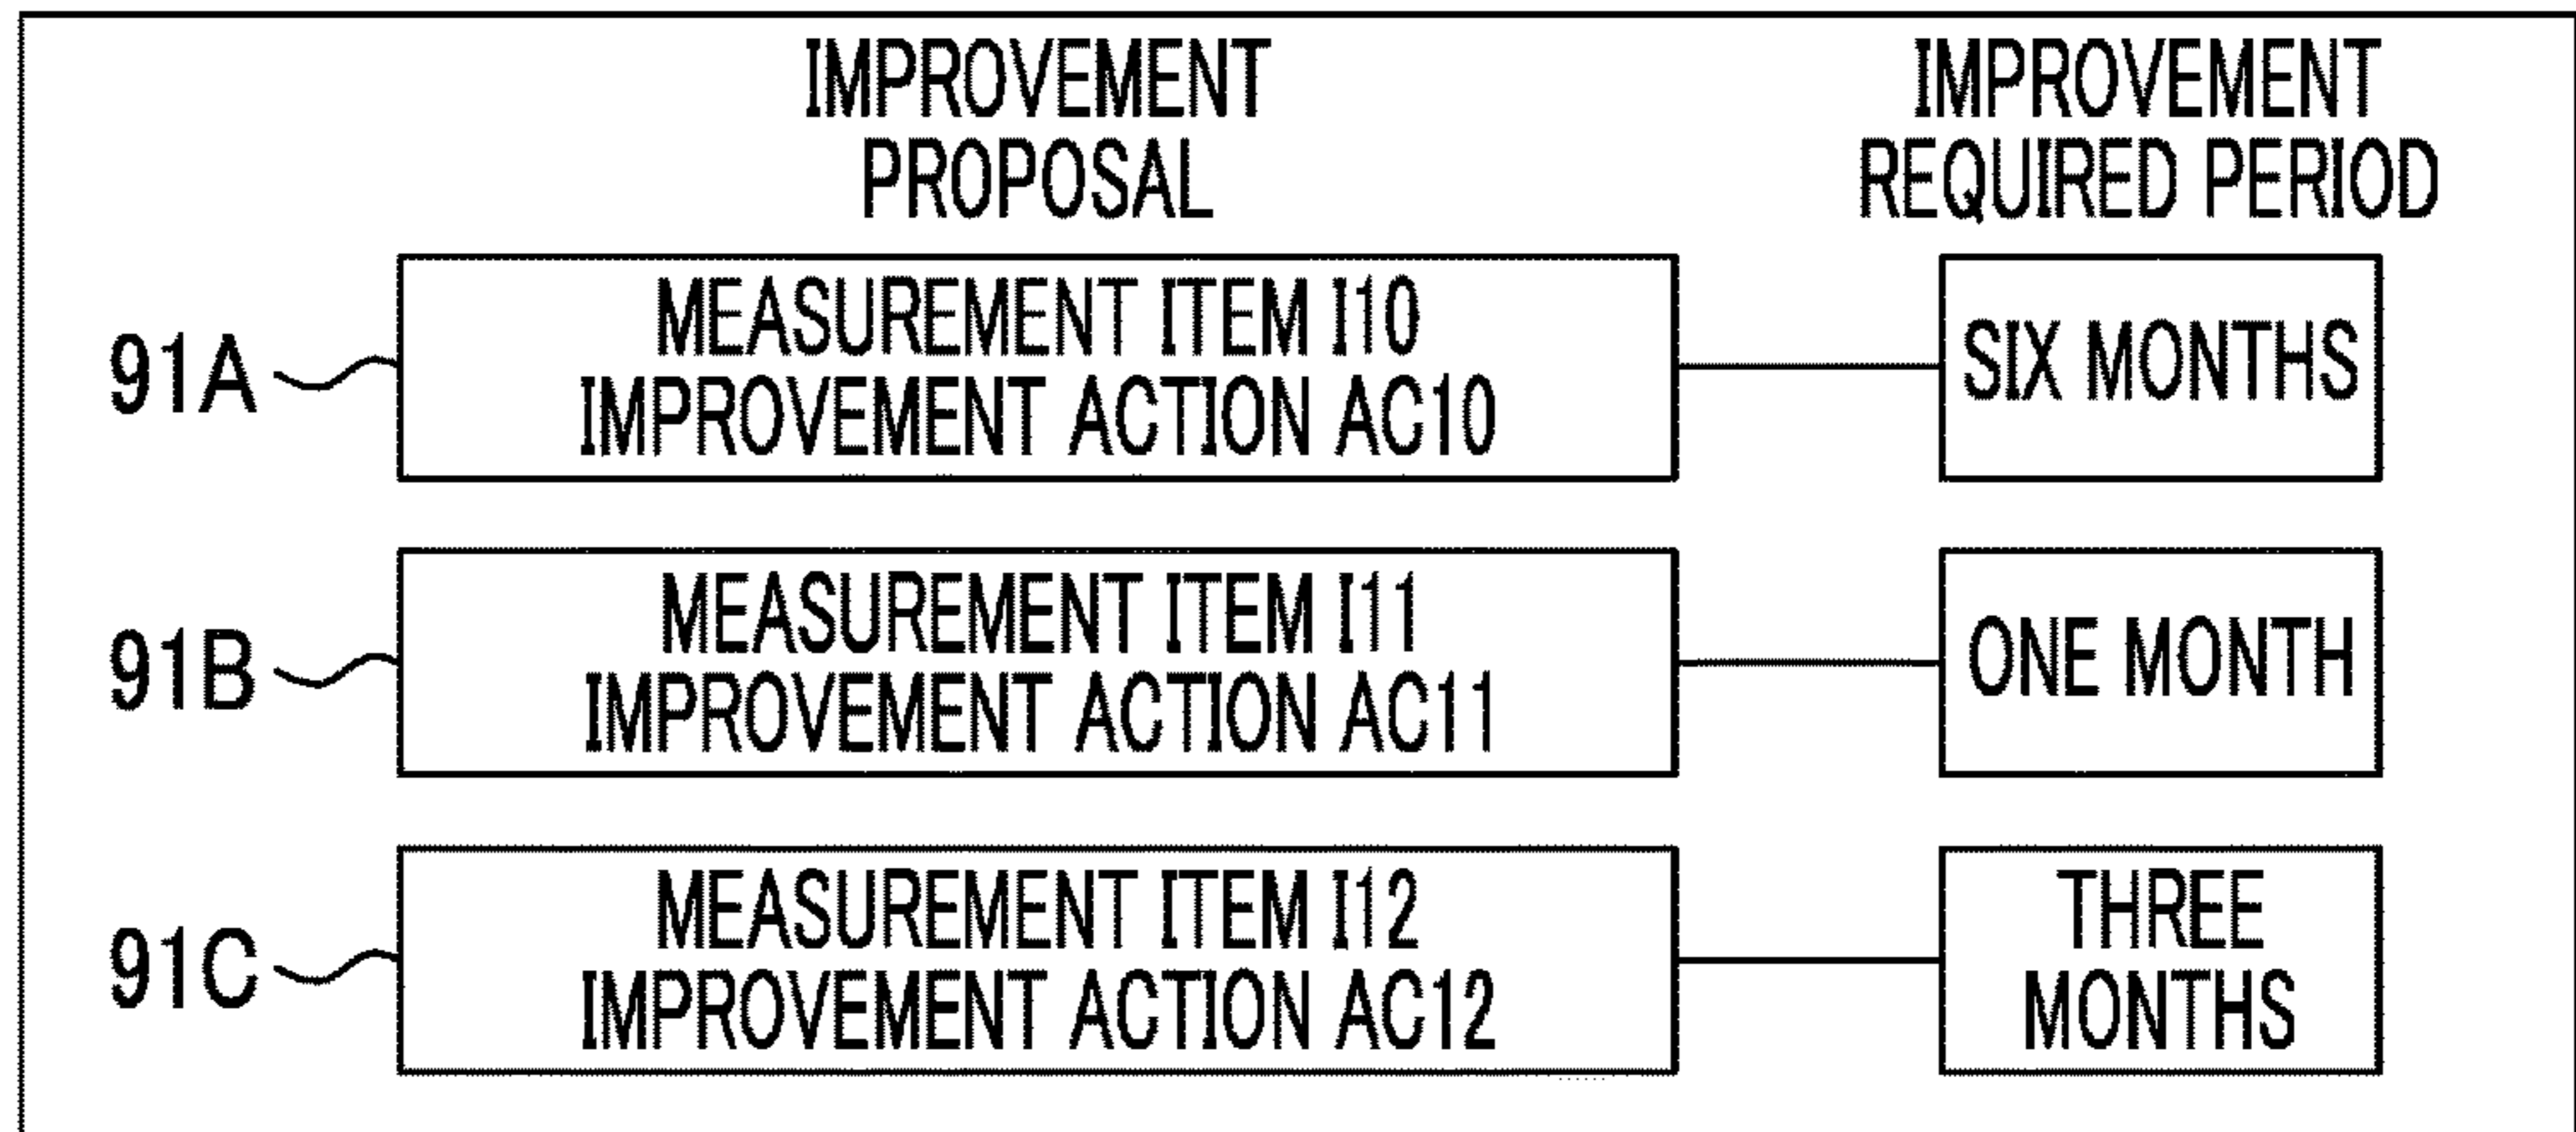 IMPROVEMENT
PROPOSAL
IMPROVEMENT
REQUIRED PERIOD
91A
MEASUREMENT ITEM I10
IMPROVEMENT ACTION AC10
SIX MONTHS
91B
MEASUREMENT ITEM I11
IMPROVEMENT ACTION AC11
ONE MONTH
91C
MEASUREMENT ITEM I12
IMPROVEMENT ACTION AC12
THREE
MONTHS